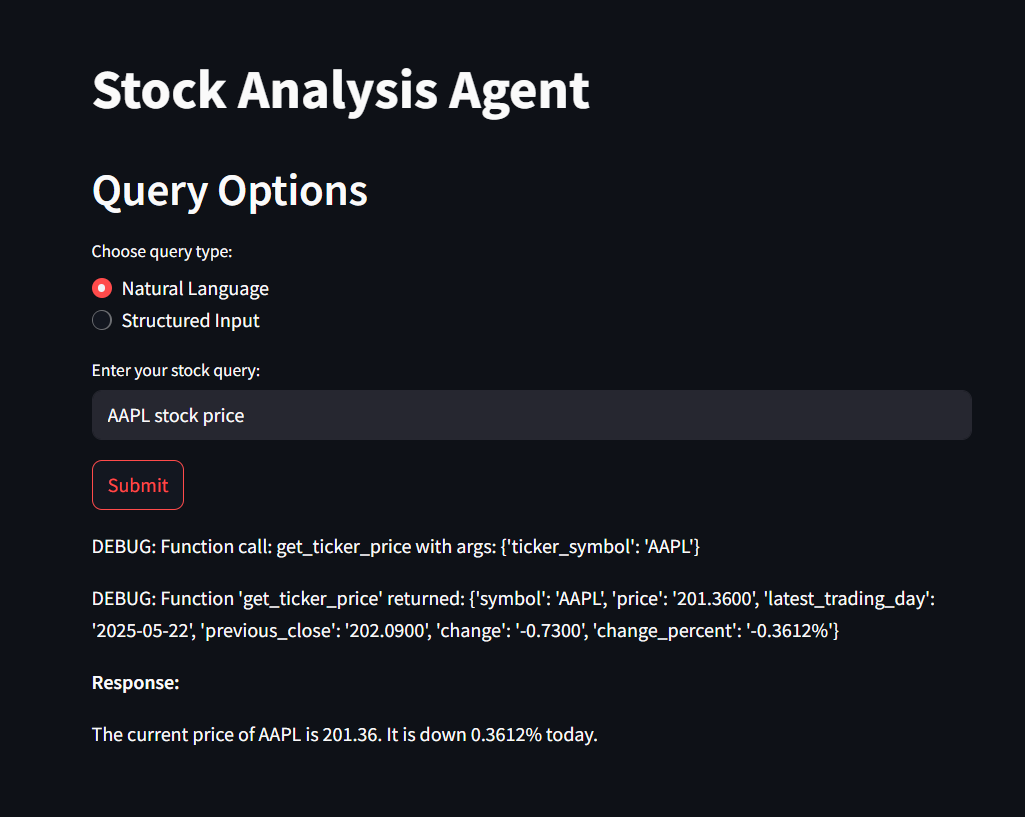 Stock Analysis Agent
Query Options
Choose query type:
Natural Language
Structured Input
Enter your stock query:
AAPL stock price
Submit
DEBUG: Function call: get_ticker_price with args: {'ticker_symbol': 'AAPL'}
DEBUG: Function 'get_ticker_price' returned: {'symbol': 'AAPL', 'price': '201.3600', 'latest_trading_day':
'2025-05-22', 'previous_close': '202.0900', 'change': '-0.7300', 'change_percent': '-0.3612%'}
Response:
The current price of AAPL is 201.36. It is down 0.3612% today.